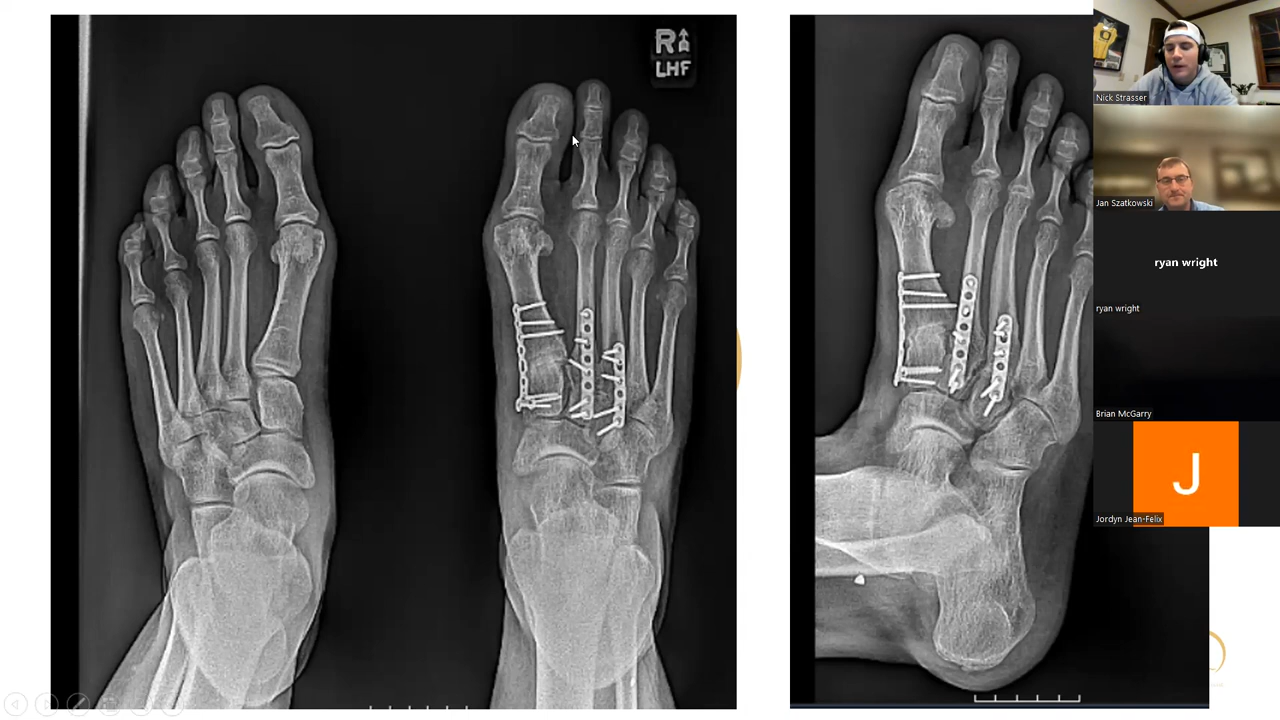 R
LHF
Nick Strasser
Jan Szatkowski
ryan wright
ryan wright
Brian McGarry
J
Jordyn Jean-Felix